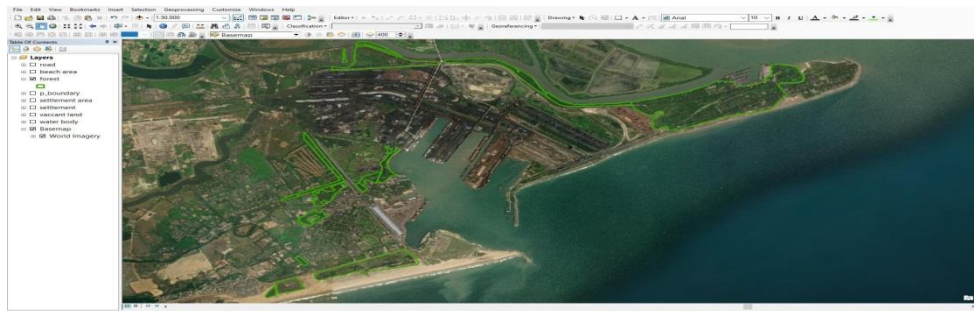 File Edit View Bookmarks Insert Selection Geoprocessing Customize Windows Help
1:30,000
Editor
Drawing
Arial
10
B I U
Classification
Georeferencing
Basemap
400
Table Of Contents
Layers
road
beach area
forest
p_boundary
settlement area
settlement
vaccant land
water body
Basemap
World Imagery